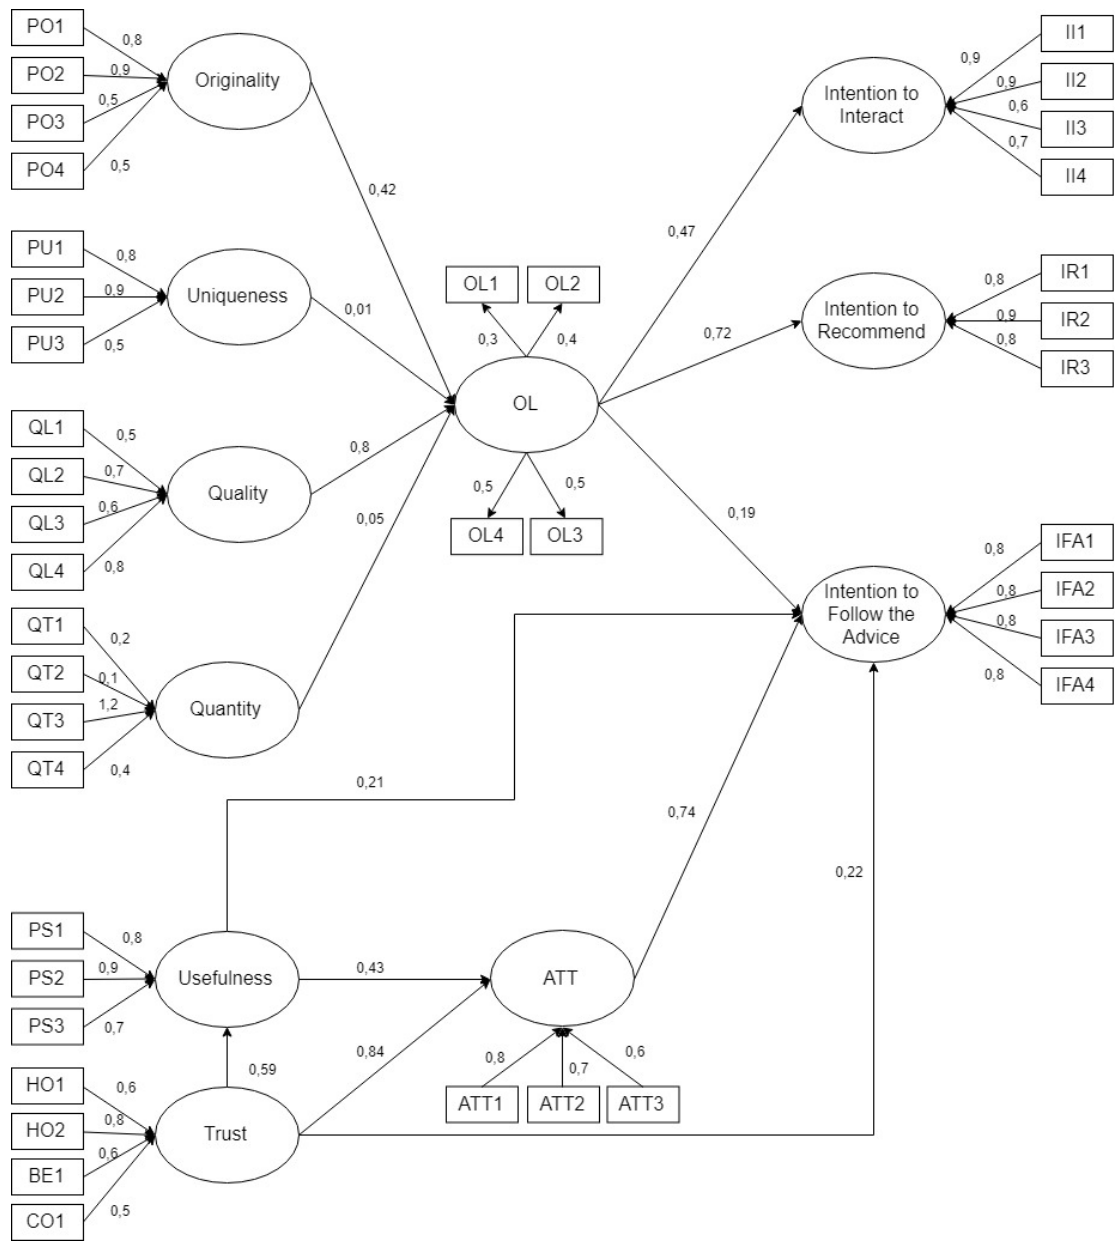 PO1
0,8
PO2
0,9
PO3
0,5
PO4
0,5
Originality
0,42
PU1
0,8
PU2
0,9
PU3
0,5
Uniqueness
0,01
QL1
0,5
QL2
0,7
QL3
0,6
QL4
0,8
Quality
0,8
QT1
0,2
QT2
0,1
QT3
1,2
QT4
0,4
Quantity
0,05
OL1
OL2
0,3
0,4
OL
0,5
0,5
OL4
OL3
0,47
0,72
0,19
Intention to
Interact
0,9
II1
0,9
II2
0,6
II3
0,7
II4
Intention to
Recommend
0,8
IR1
0,9
IR2
0,8
IR3
Intention to
Follow the
Advice
0,8
IFA1
0,8
IFA2
0,8
IFA3
0,8
IFA4
0,21
0,74
0,22
PS1
0,8
PS2
0,9
PS3
0,7
Usefulness
0,43
ATT
0,59
0,84
0,8
0,7
0,6
ATT1
ATT2
ATT3
HO1
0,6
HO2
0,8
BE1
0,6
CO1
0,5
Trust